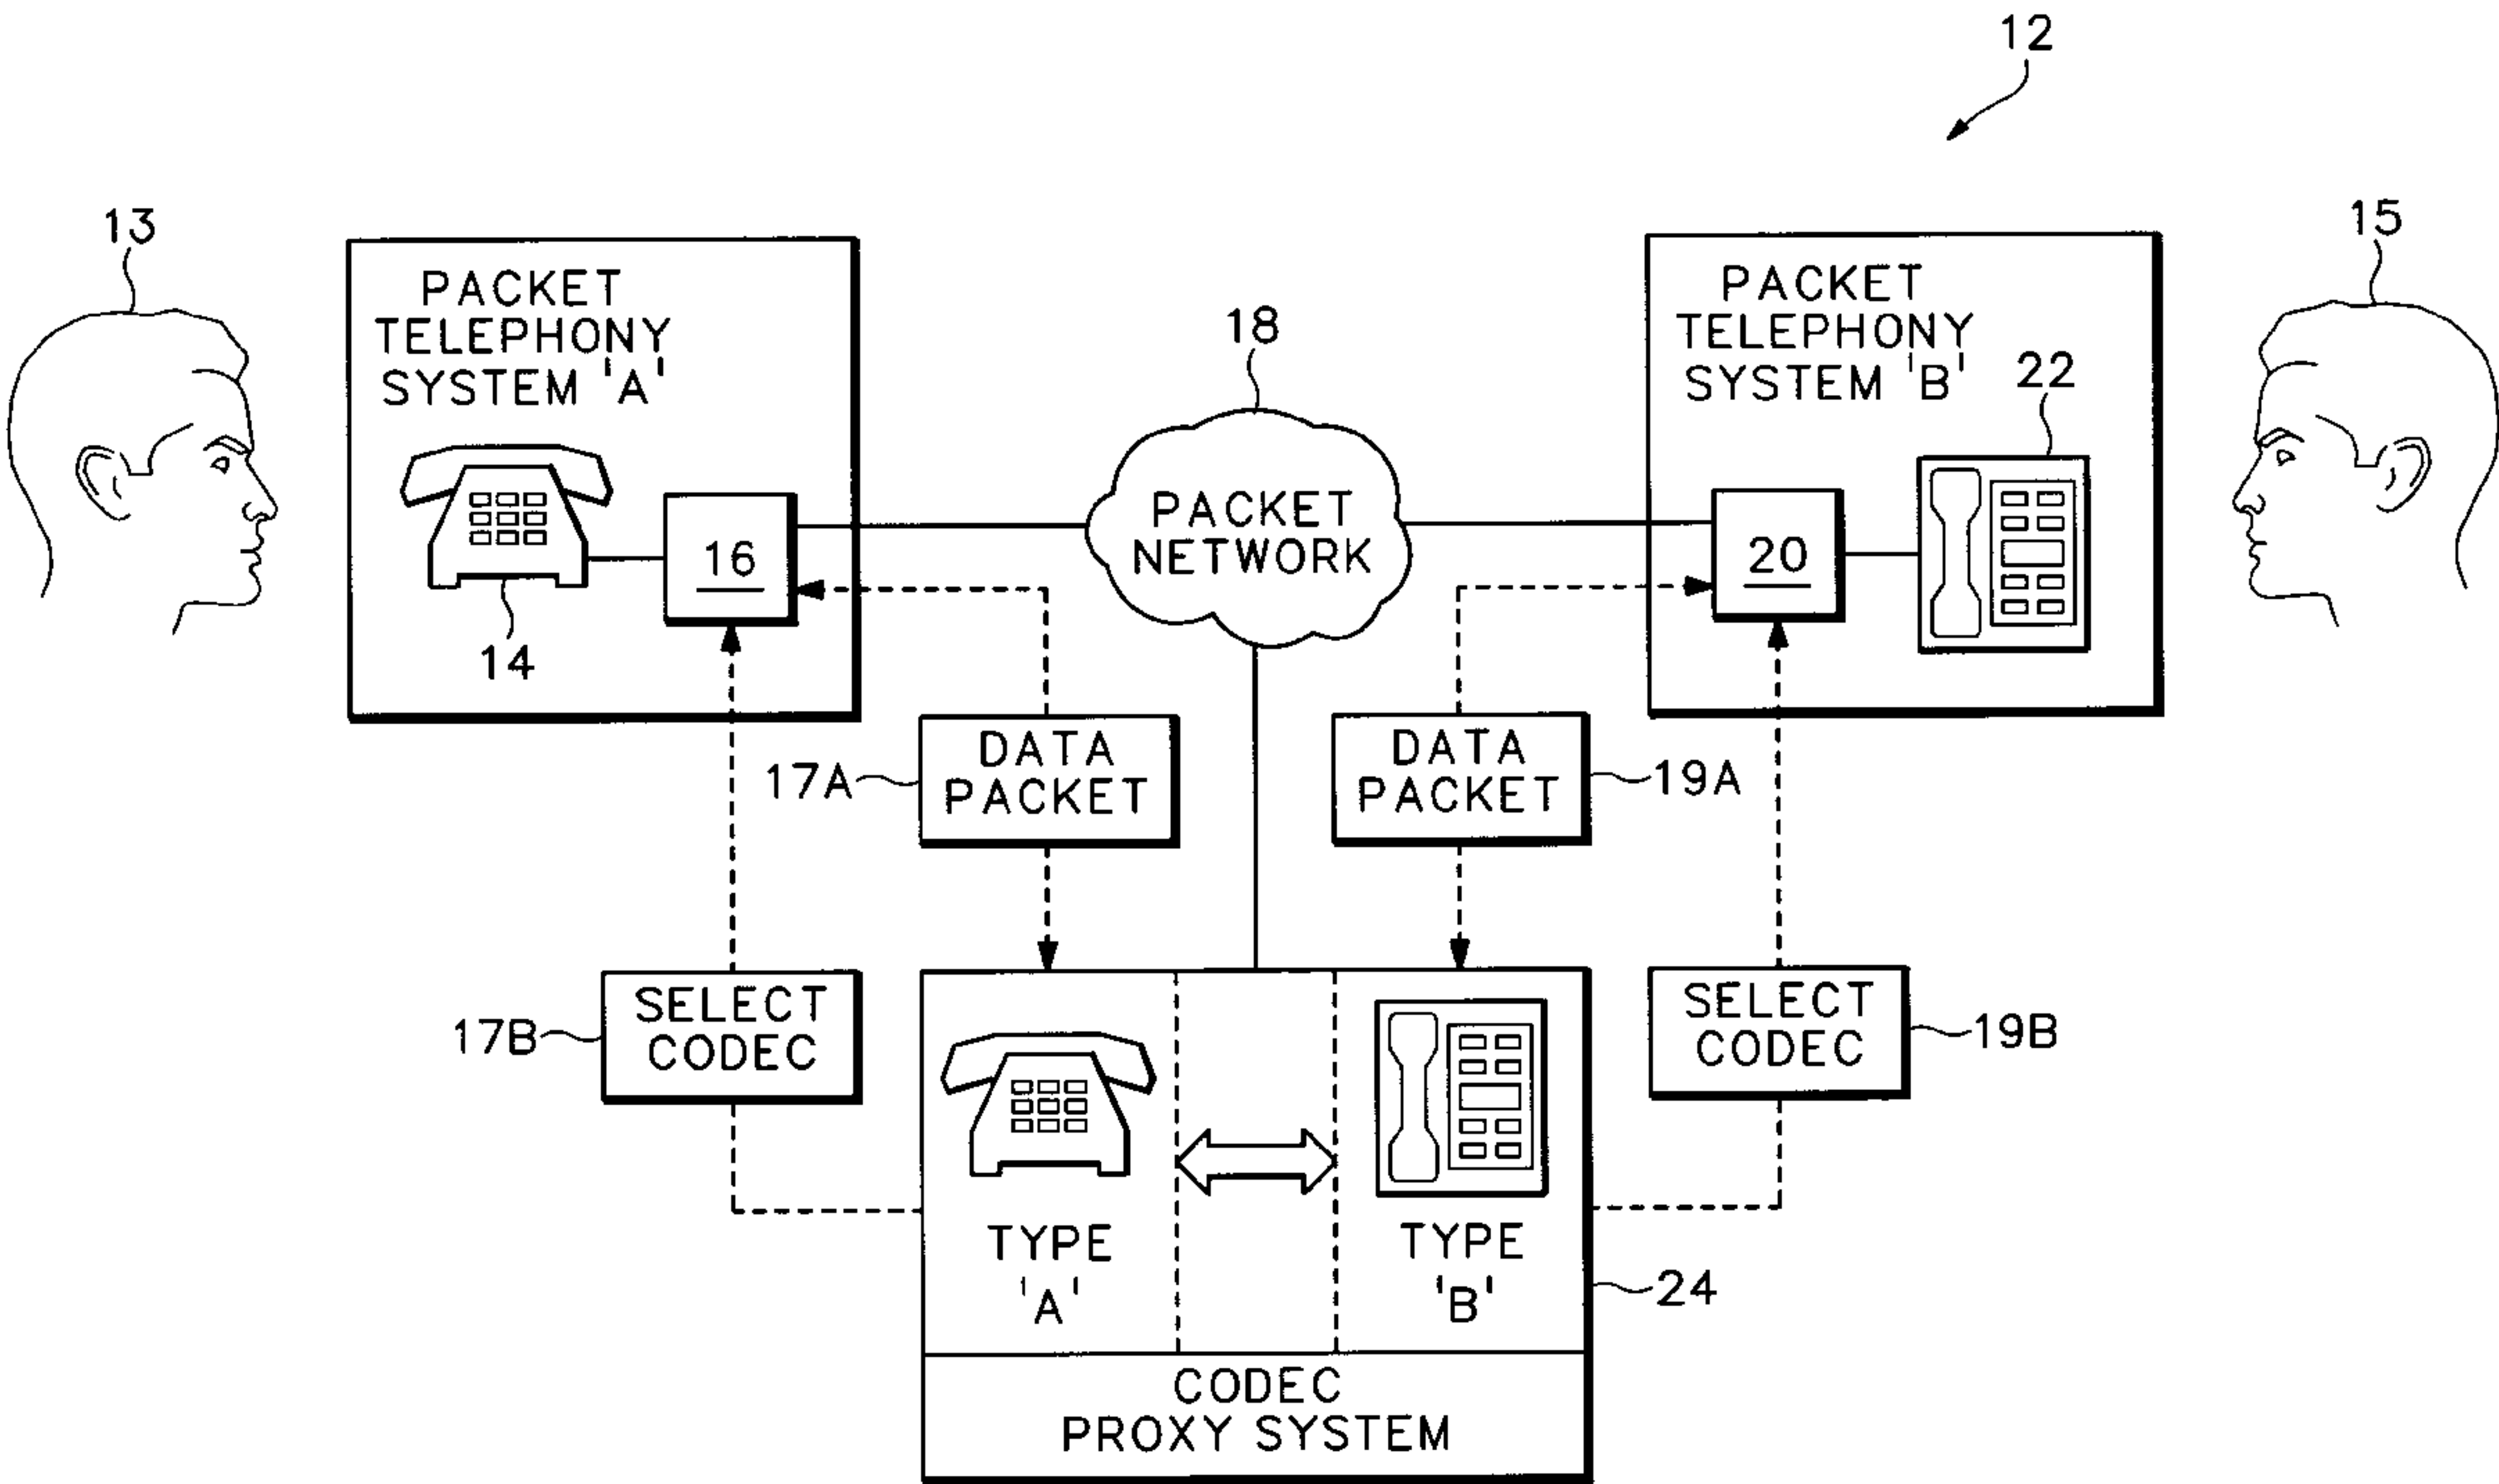 12
13
15
PACKET
TELEPHONY
SYSTEM 'A'
PACKET
TELEPHONY
SYSTEM 'B'
18
22
PACKET
NETWORK
16
20
14
DATA
PACKET
17A
DATA
PACKET
19A
SELECT
CODEC
17B
SELECT
CODEC
19B
TYPE
'A'
TYPE
'B'
24
CODEC
PROXY SYSTEM